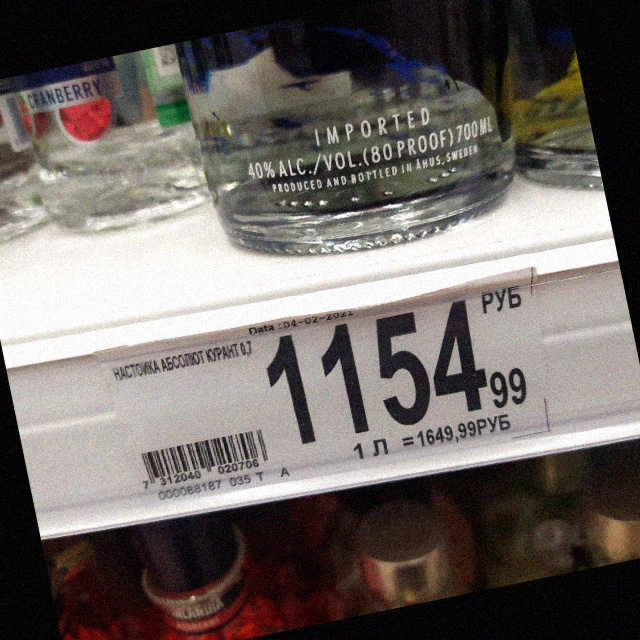 CRANBERRY
IMPORTED
40% ALC./VOL.(80 PROOF) 700 ML
PRODUCED AND BOTTLED IN ÅHUS, SWEDEN
Data :04-02-2021
НАСТОЙКА АБСОЛЮТ КУРАНТ 0,7
1154 99 РУБ
1 Л =1649,99РУБ
7 312040 020706
000088187 035 T A